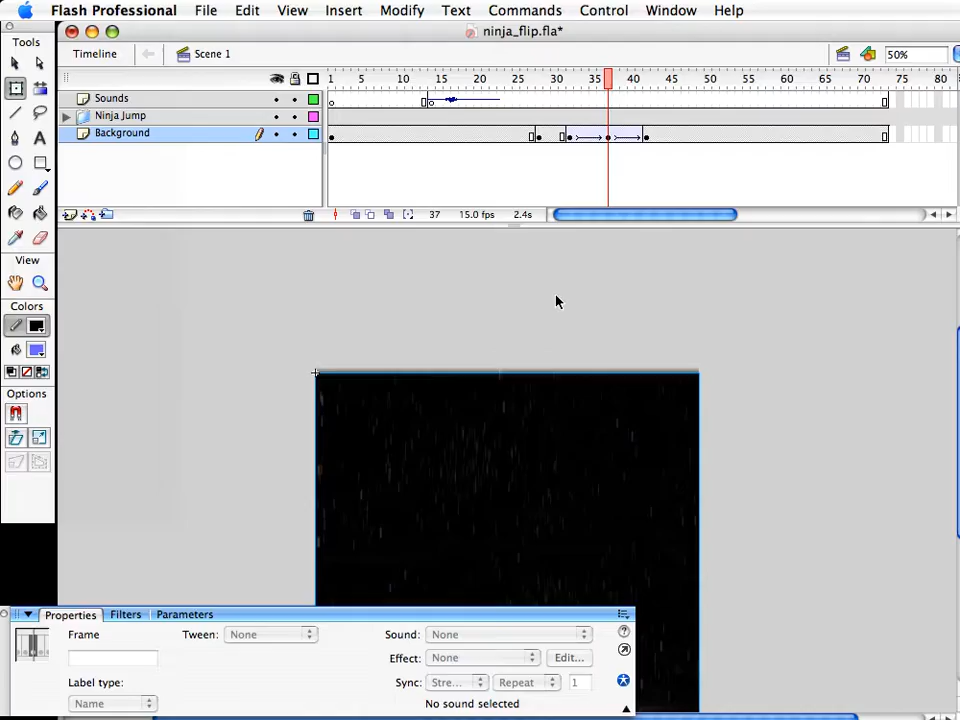 Flash Professional File Edit View Insert Modify Text Commands Control Window Help
Tools
ninja_flip.fla*
Timeline Scene 1 50%
1 5 10 15 20 25 30 35 40 45 50 55 60 65 70 75 80
Sounds
Ninja Jump
Background
A
37 15.0 fps 2.4s
View
Colors
Options
Properties Filters Parameters
Frame Tween: None Sound: None
Effect: None Edit...
Label type: Sync: Stre... Repeat 1
Name No sound selected